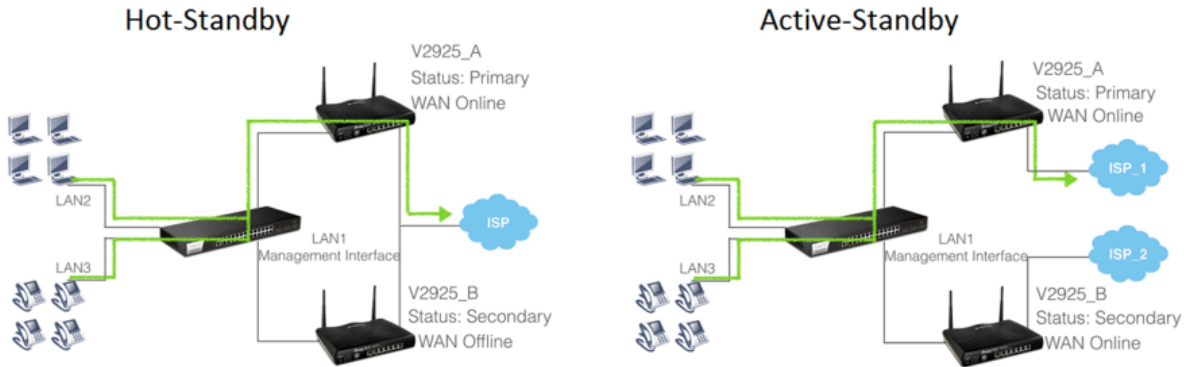 Hot-Standby
V2925_A
Status: Primary
WAN Online
LAN2
LAN3
LAN1
Management Interface
ISP
V2925_B
Status: Secondary
WAN Offline
Active-Standby
V2925_A
Status: Primary
WAN Online
ISP_1
LAN2
LAN3
LAN1
Management Interface
ISP_2
V2925_B
Status: Secondary
WAN Online